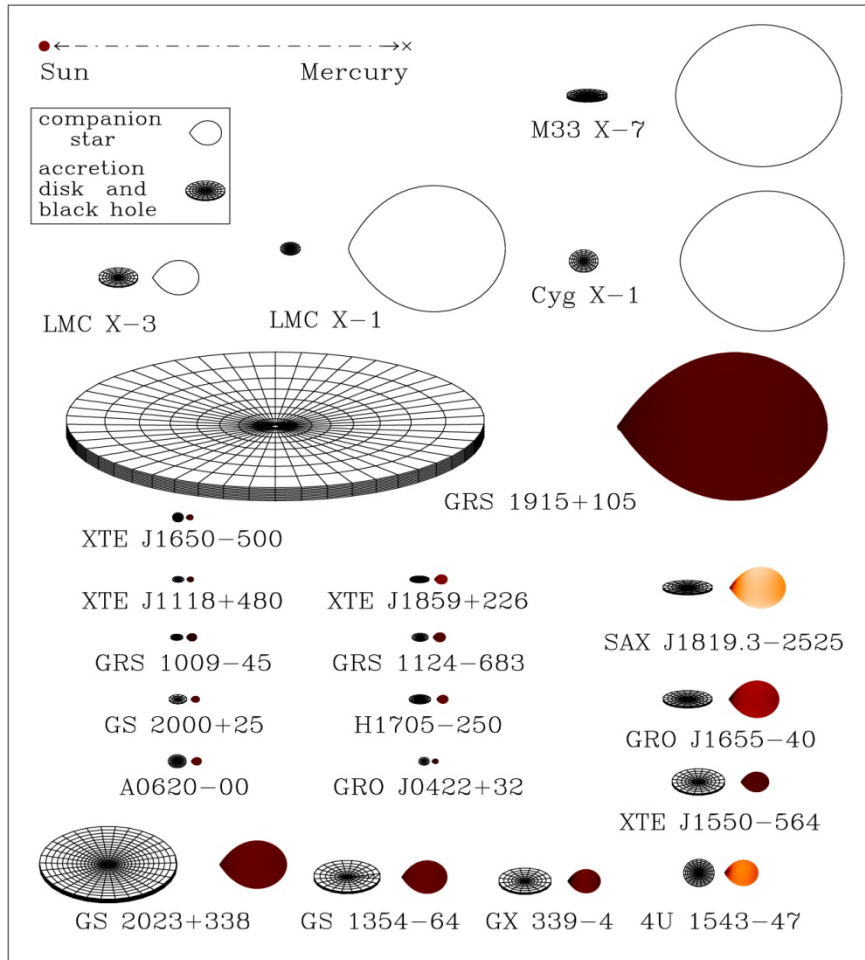 Sun Mercury
M33 X−7
companion
star
accretion
disk and
black hole
LMC X−3
LMC X−1
Cyg X−1
GRS 1915+105
XTE J1650−500
XTE J1118+480
XTE J1859+226
SAX J1819.3−2525
GRS 1009−45
GRS 1124−683
GS 2000+25
H1705−250
GRO J1655−40
A0620−00
GRO J0422+32
XTE J1550−564
GS 2023+338
GS 1354−64
GX 339−4
4U 1543−47